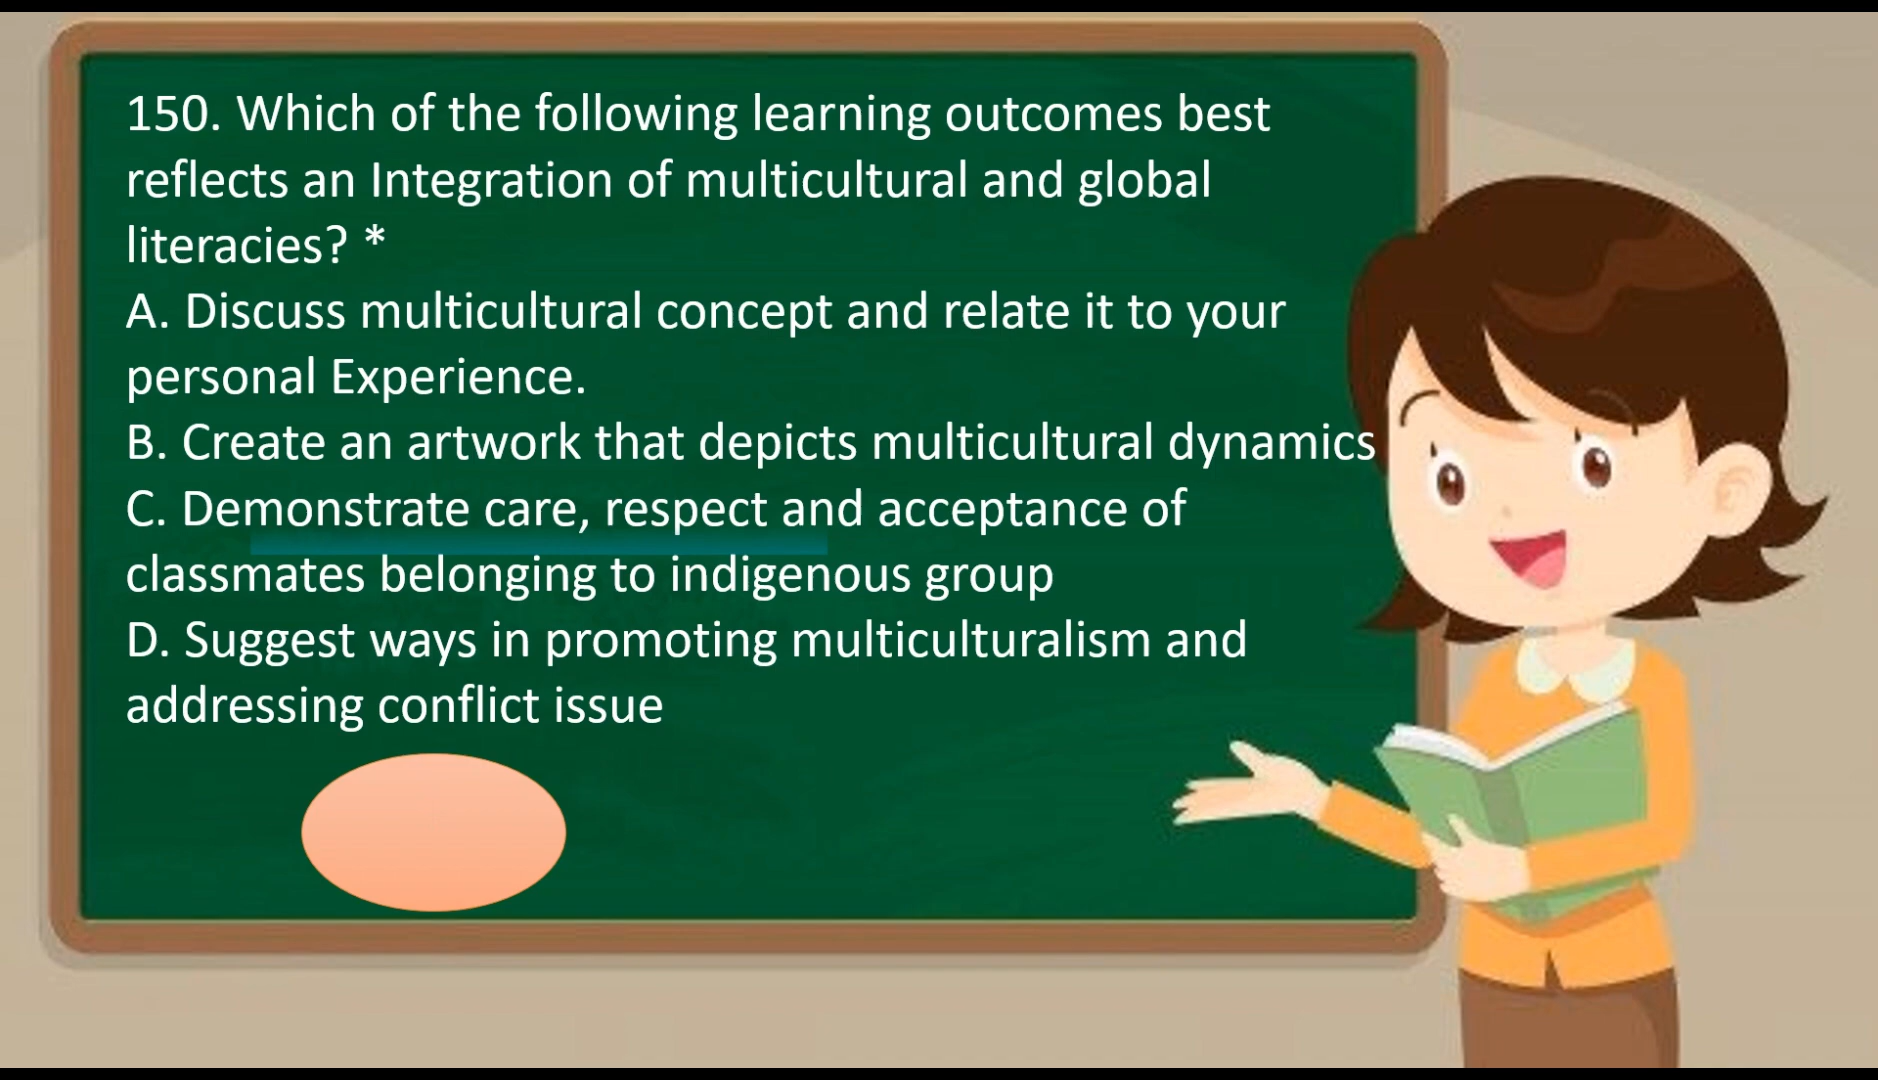 150. Which of the following learning outcomes best
reflects an Integration of multicultural and global
literacies? *
A. Discuss multicultural concept and relate it to your
personal Experience.
B. Create an artwork that depicts multicultural dynamics
C. Demonstrate care, respect and acceptance of
classmates belonging to indigenous group
D. Suggest ways in promoting multiculturalism and
addressing conflict issue